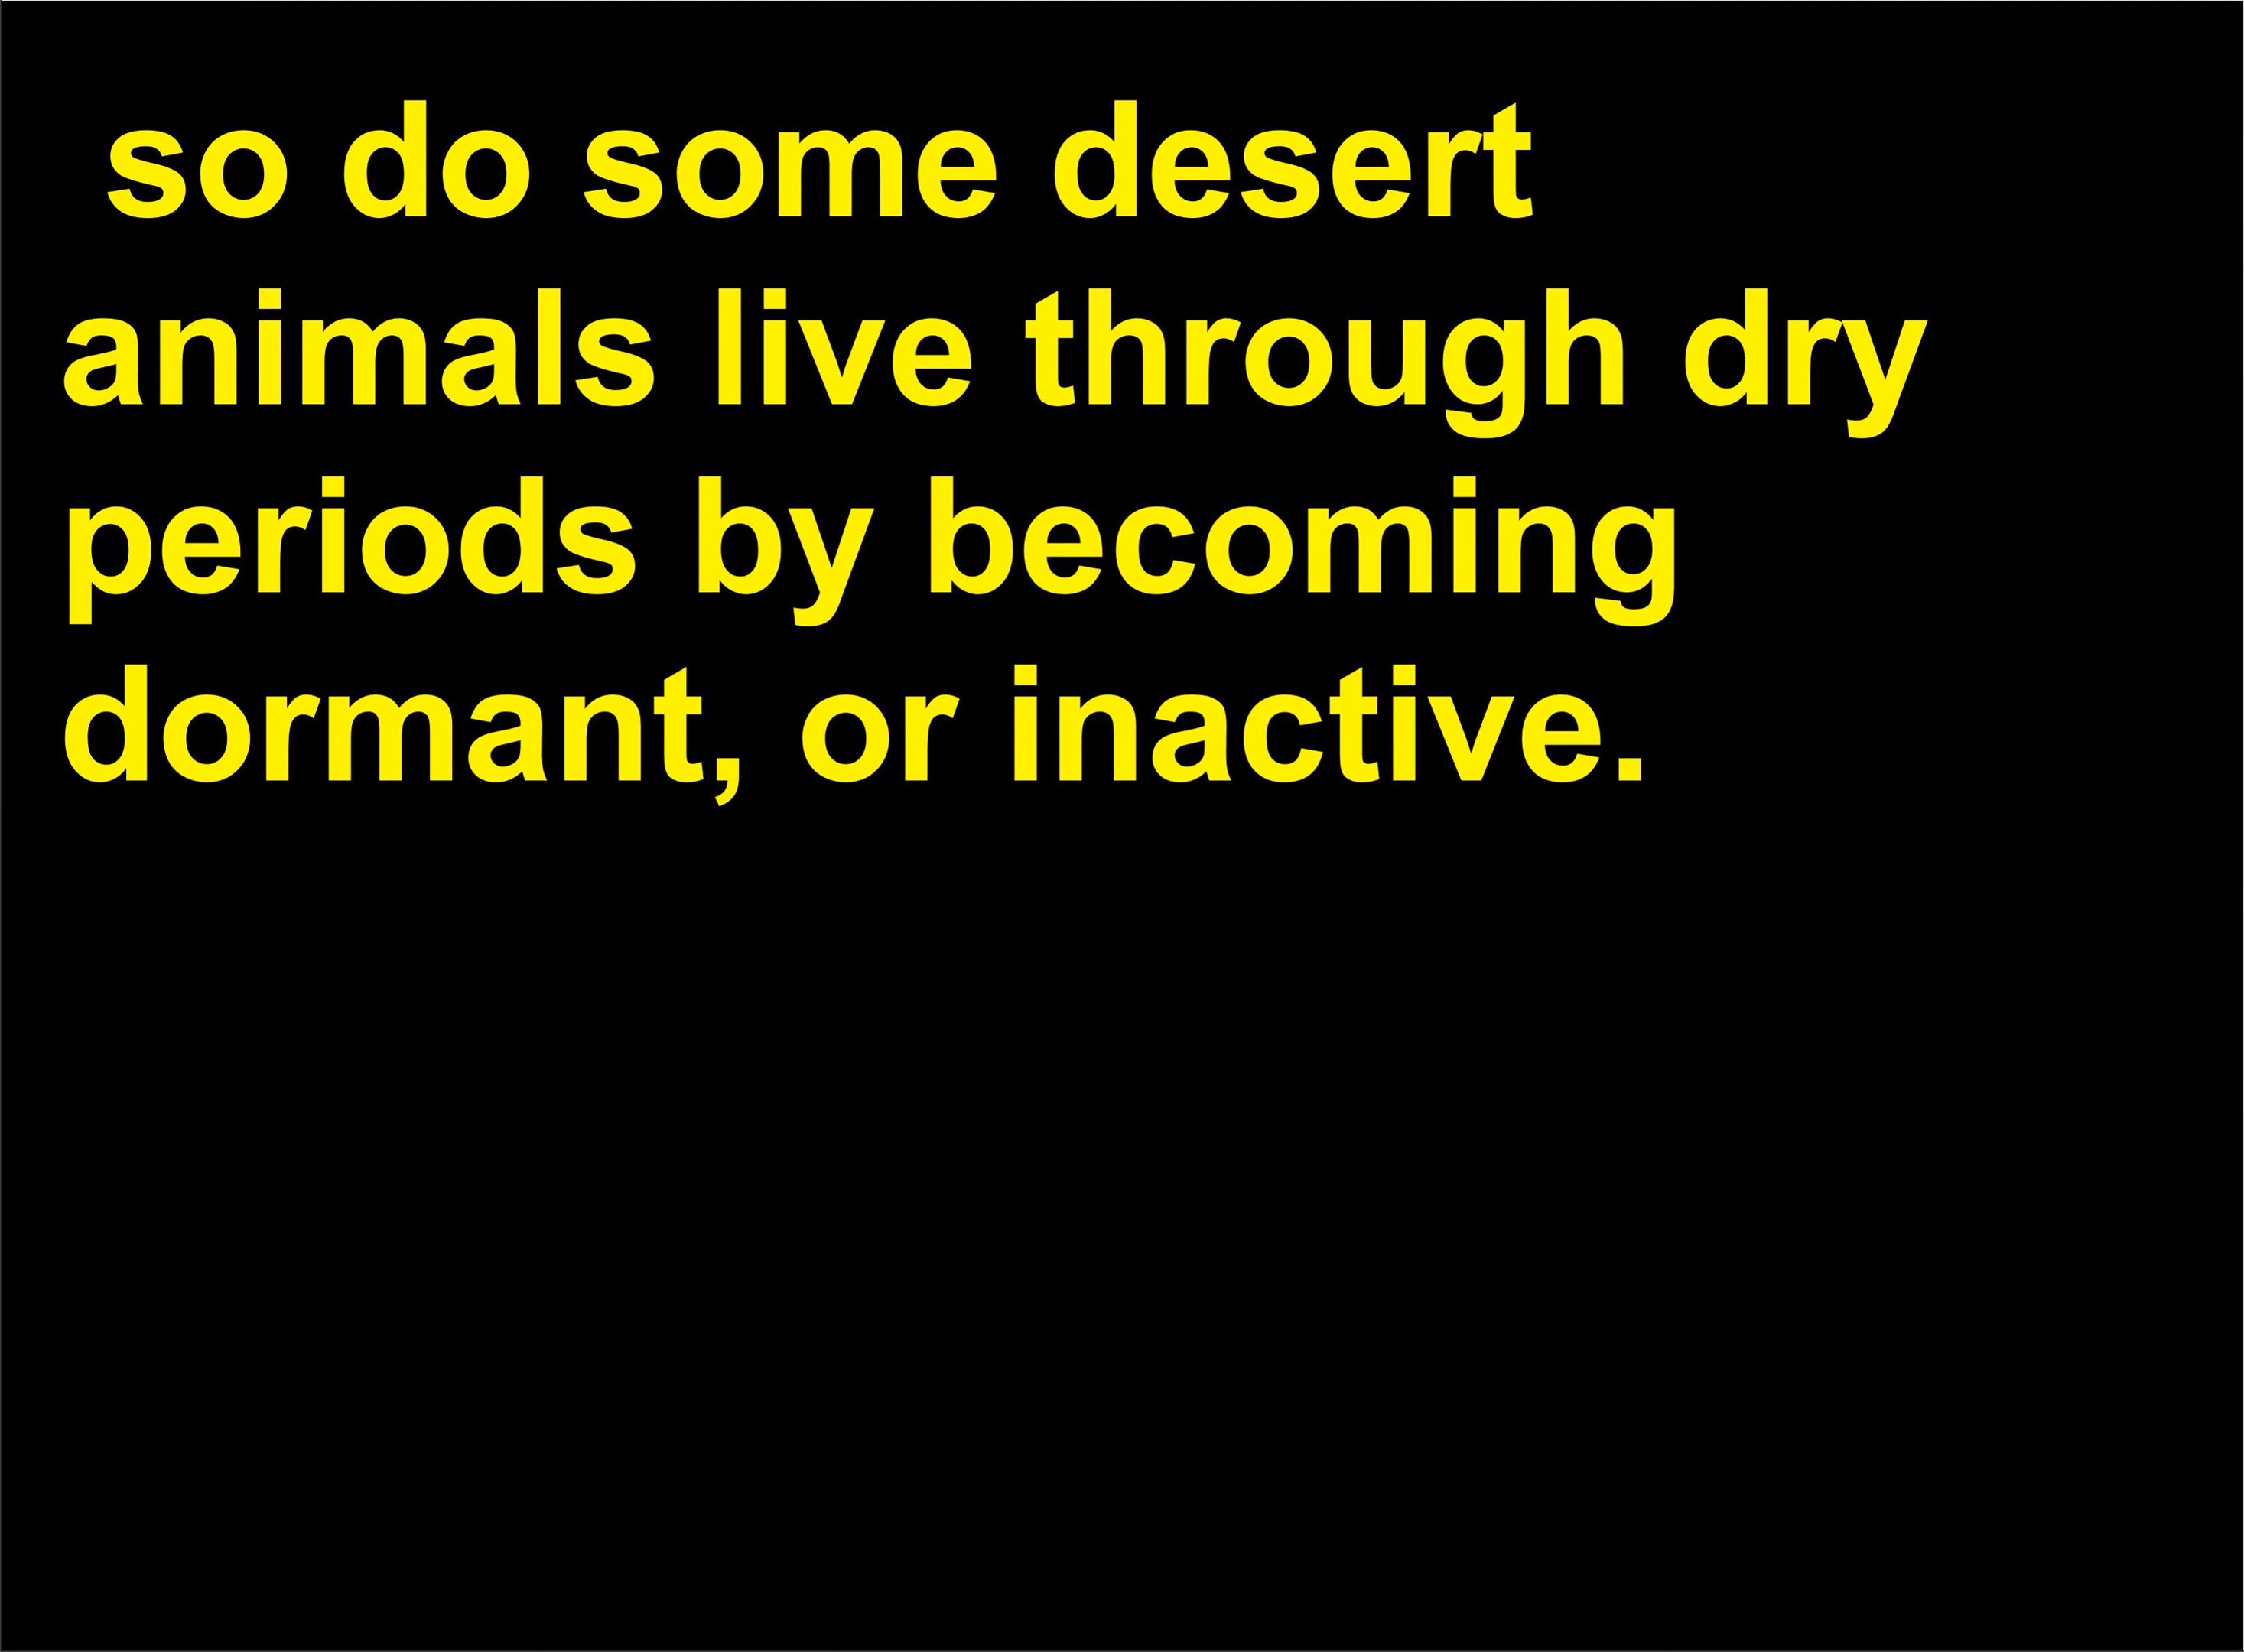 so do some desert
animals live through dry
periods by becoming
dormant, or inactive.